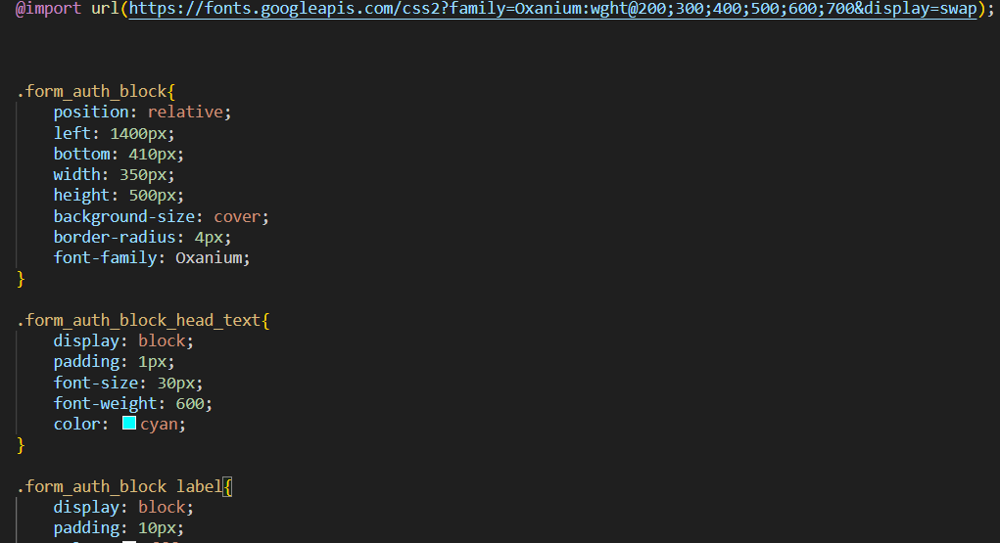 @import url(https://fonts.googleapis.com/css2?family=Oxanium:wght@200;300;400;500;600;700&display=swap);
.form_auth_block{
position: relative;
left: 1400px;
bottom: 410px;
width: 350px;
height: 500px;
background-size: cover;
border-radius: 4px;
font-family: Oxanium;
}
.form_auth_block_head_text{
display: block;
padding: 1px;
font-size: 30px;
font-weight: 600;
color: cyan;
}
.form_auth_block label{
display: block;
padding: 10px;